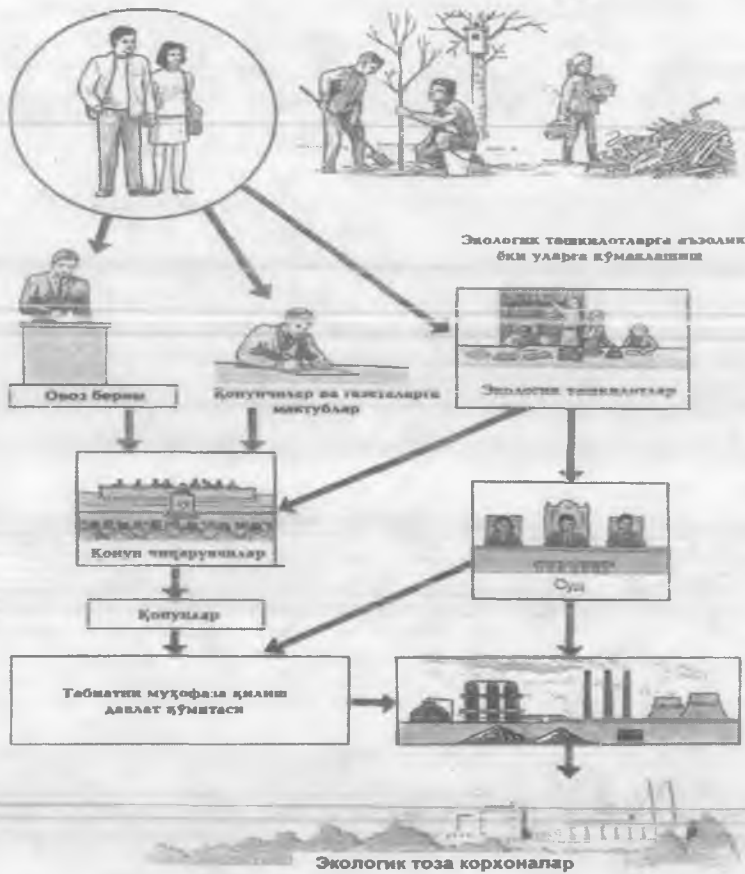 Экологик ташкилотларга аъзолик
ёки уларга кўмаклашиш
Овоз бериш
Қонунчилар ва газеталарга
мактублар
Экологик ташкилотлар
Қонун чиқарувчилар
Суд
Қонунлар
Табиатни муҳофаза қилиш
давлат қўмитаси
Экологик тоза корхоналар